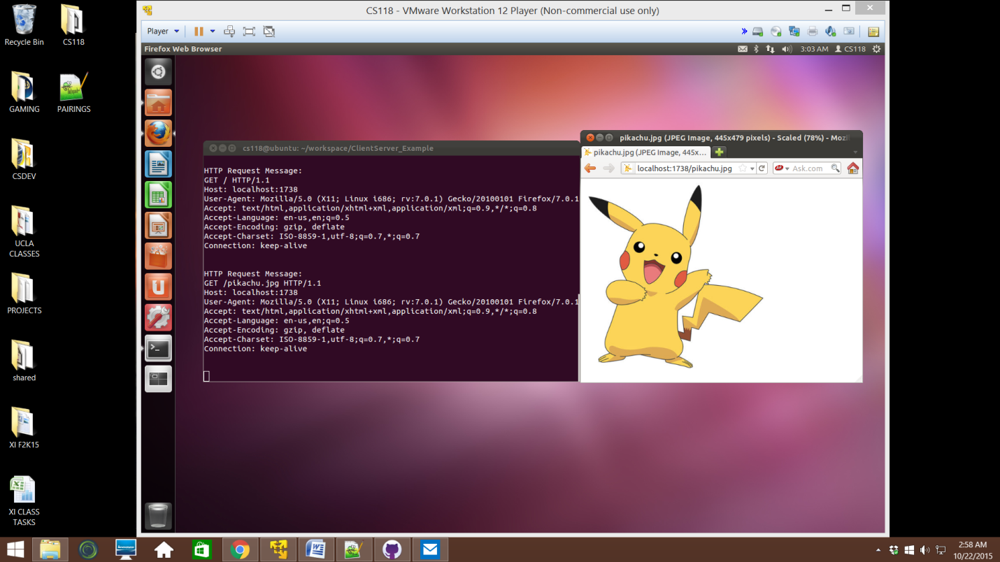 Recycle Bin
CS118
GAMING
PAIRINGS
CSDEV
UCLA
CLASSES
PROJECTS
shared
XI F2K15
XI CLASS
TASKS
CS118 - VMware Workstation 12 Player (Non-commercial use only)
Player
Firefox Web Browser
3:03 AM
CS118
cs118@ubuntu: ~/workspace/ClientServer_Example
HTTP Request Message:
GET / HTTP/1.1
Host: localhost:1738
User-Agent: Mozilla/5.0 (X11; Linux i686; rv:7.0.1) Gecko/20100101 Firefox/7.0.1
Accept: text/html,application/xhtml+xml,application/xml;q=0.9,*/*;q=0.8
Accept-Language: en-us,en;q=0.5
Accept-Encoding: gzip, deflate
Accept-Charset: ISO-8859-1,utf-8;q=0.7,*;q=0.7
Connection: keep-alive
HTTP Request Message:
GET /pikachu.jpg HTTP/1.1
Host: localhost:1738
User-Agent: Mozilla/5.0 (X11; Linux i686; rv:7.0.1) Gecko/20100101 Firefox/7.0.1
Accept: text/html,application/xhtml+xml,application/xml;q=0.9,*/*;q=0.8
Accept-Language: en-us,en;q=0.5
Accept-Encoding: gzip, deflate
Accept-Charset: ISO-8859-1,utf-8;q=0.7,*;q=0.7
Connection: keep-alive
pikachu.jpg (JPEG Image, 445x479 pixels) - Scaled (78%) - Mozi
pikachu.jpg (JPEG Image, 445x...
localhost:1738/pikachu.jpg
Ask.com
2:58 AM
10/22/2015